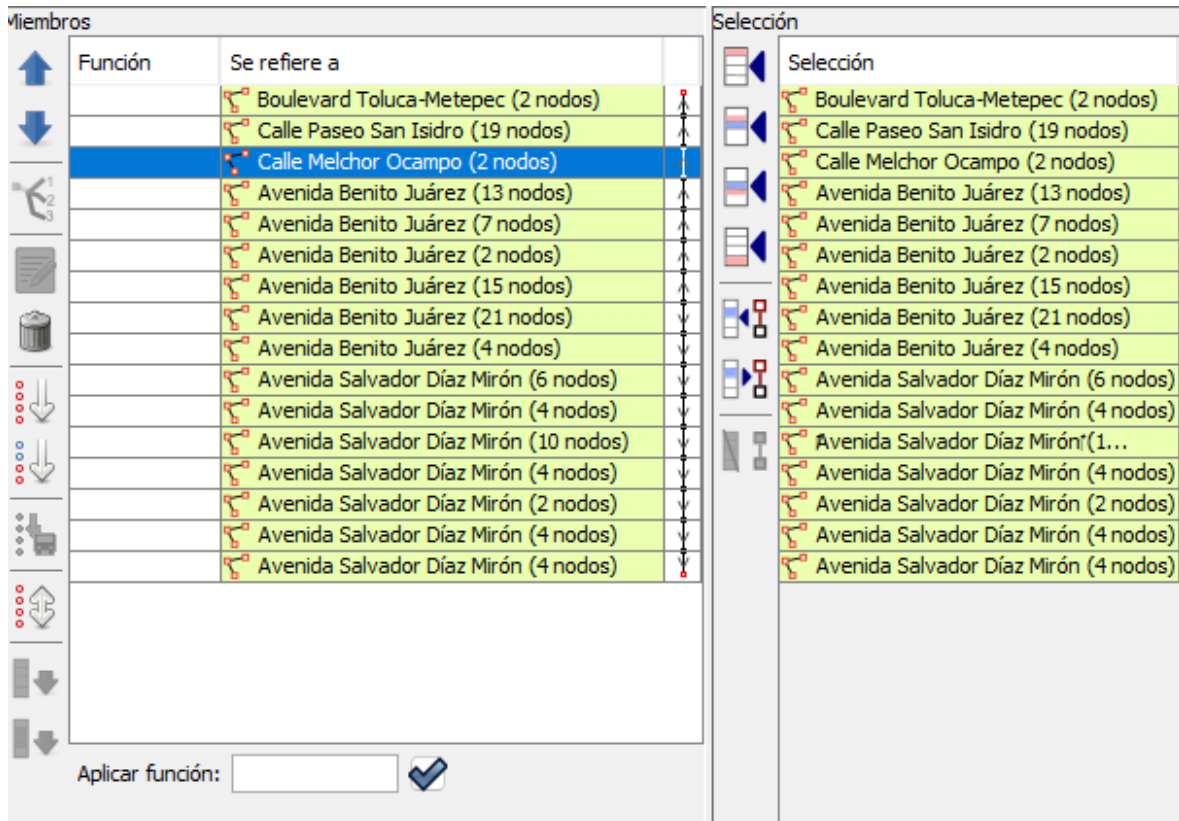 Miembros
Función Se refiere a
Boulevard Toluca-Metepec (2 nodos)
Calle Paseo San Isidro (19 nodos)
Calle Melchor Ocampo (2 nodos)
Avenida Benito Juárez (13 nodos)
Avenida Benito Juárez (7 nodos)
Avenida Benito Juárez (2 nodos)
Avenida Benito Juárez (15 nodos)
Avenida Benito Juárez (21 nodos)
Avenida Benito Juárez (4 nodos)
Avenida Salvador Díaz Mirón (6 nodos)
Avenida Salvador Díaz Mirón (4 nodos)
Avenida Salvador Díaz Mirón (10 nodos)
Avenida Salvador Díaz Mirón (4 nodos)
Avenida Salvador Díaz Mirón (2 nodos)
Avenida Salvador Díaz Mirón (4 nodos)
Avenida Salvador Díaz Mirón (4 nodos)
Aplicar función:
1
2
3
Selección
Selección
Boulevard Toluca-Metepec (2 nodos)
Calle Paseo San Isidro (19 nodos)
Calle Melchor Ocampo (2 nodos)
Avenida Benito Juárez (13 nodos)
Avenida Benito Juárez (7 nodos)
Avenida Benito Juárez (2 nodos)
Avenida Benito Juárez (15 nodos)
Avenida Benito Juárez (21 nodos)
Avenida Benito Juárez (4 nodos)
Avenida Salvador Díaz Mirón (6 nodos)
Avenida Salvador Díaz Mirón (4 nodos)
Avenida Salvador Díaz Mirón (1...
Avenida Salvador Díaz Mirón (4 nodos)
Avenida Salvador Díaz Mirón (2 nodos)
Avenida Salvador Díaz Mirón (4 nodos)
Avenida Salvador Díaz Mirón (4 nodos)